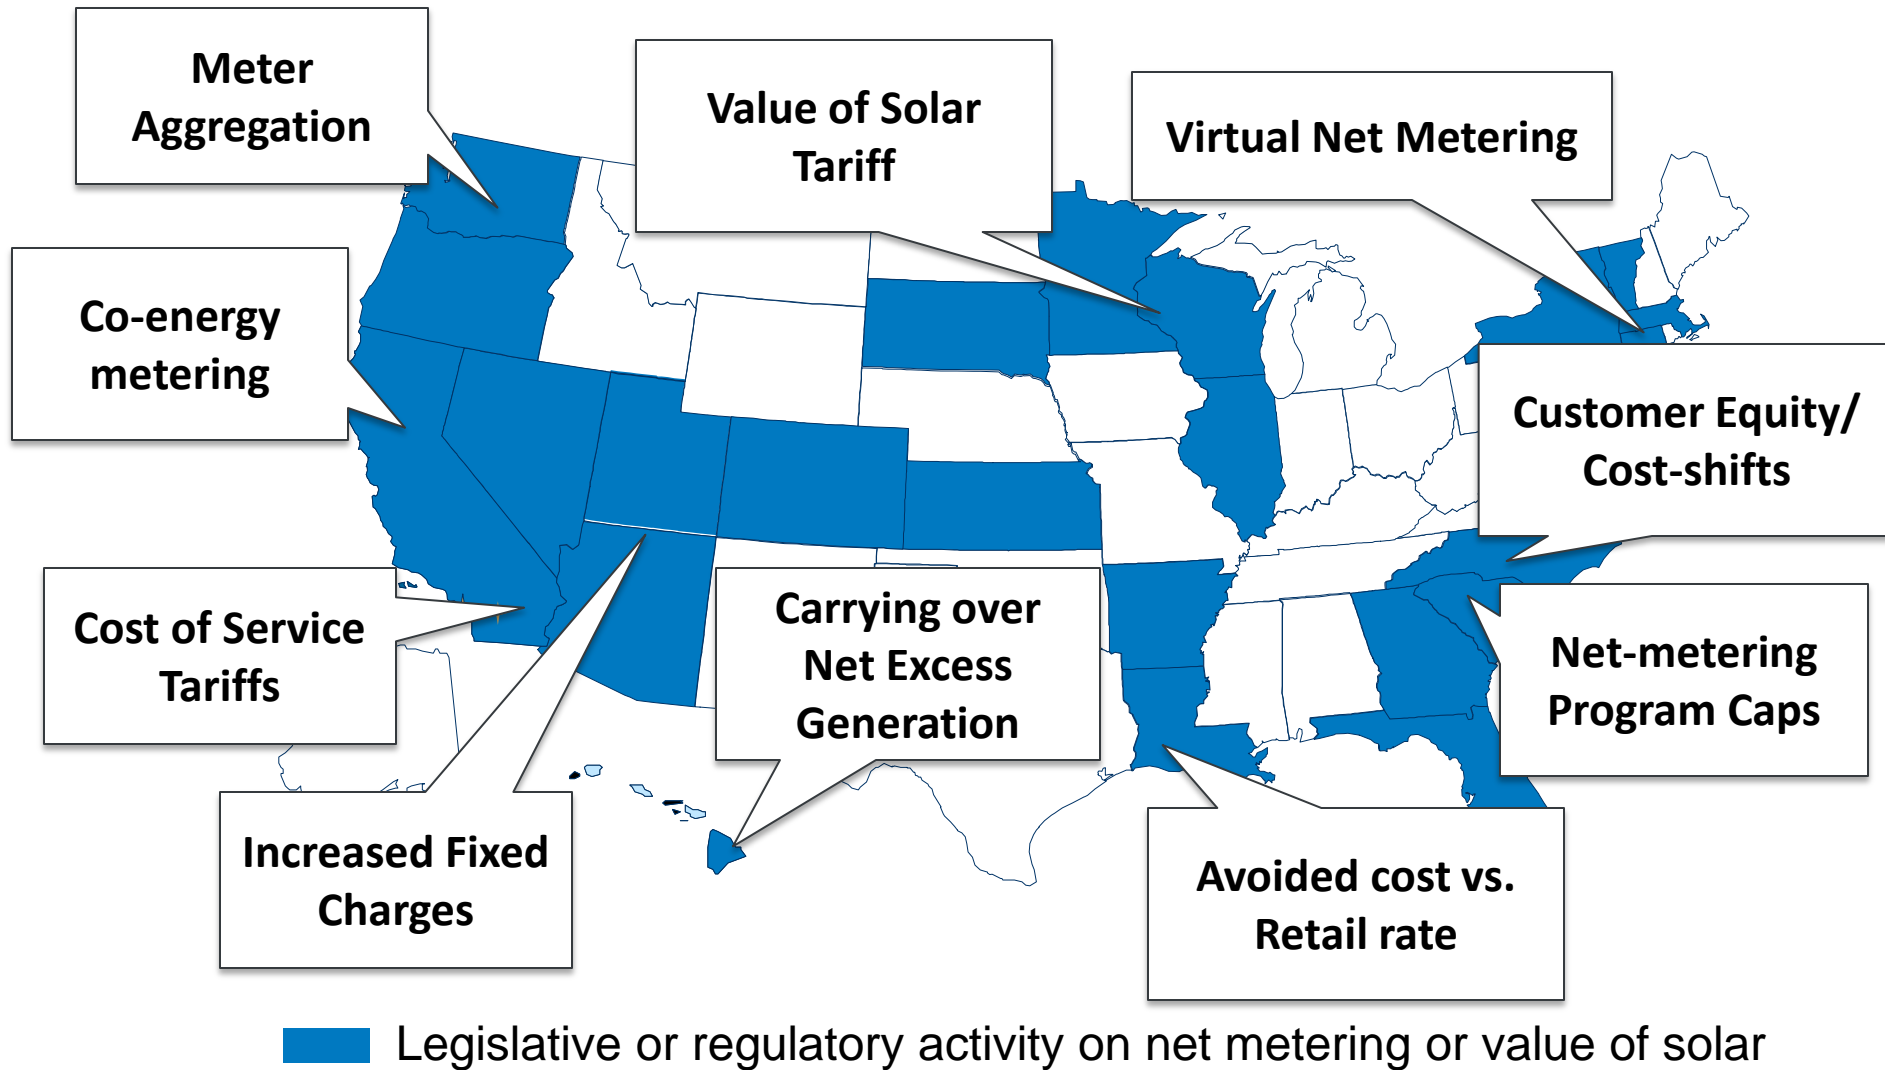 Meter
Aggregation
Value of Solar
Tariff
Virtual Net Metering
Co-energy
metering
Customer Equity/
Cost-shifts
Cost of Service
Tariffs
Carrying over
Net Excess
Generation
Net-metering
Program Caps
Increased Fixed
Charges
Avoided cost vs.
Retail rate
Legislative or regulatory activity on net metering or value of solar